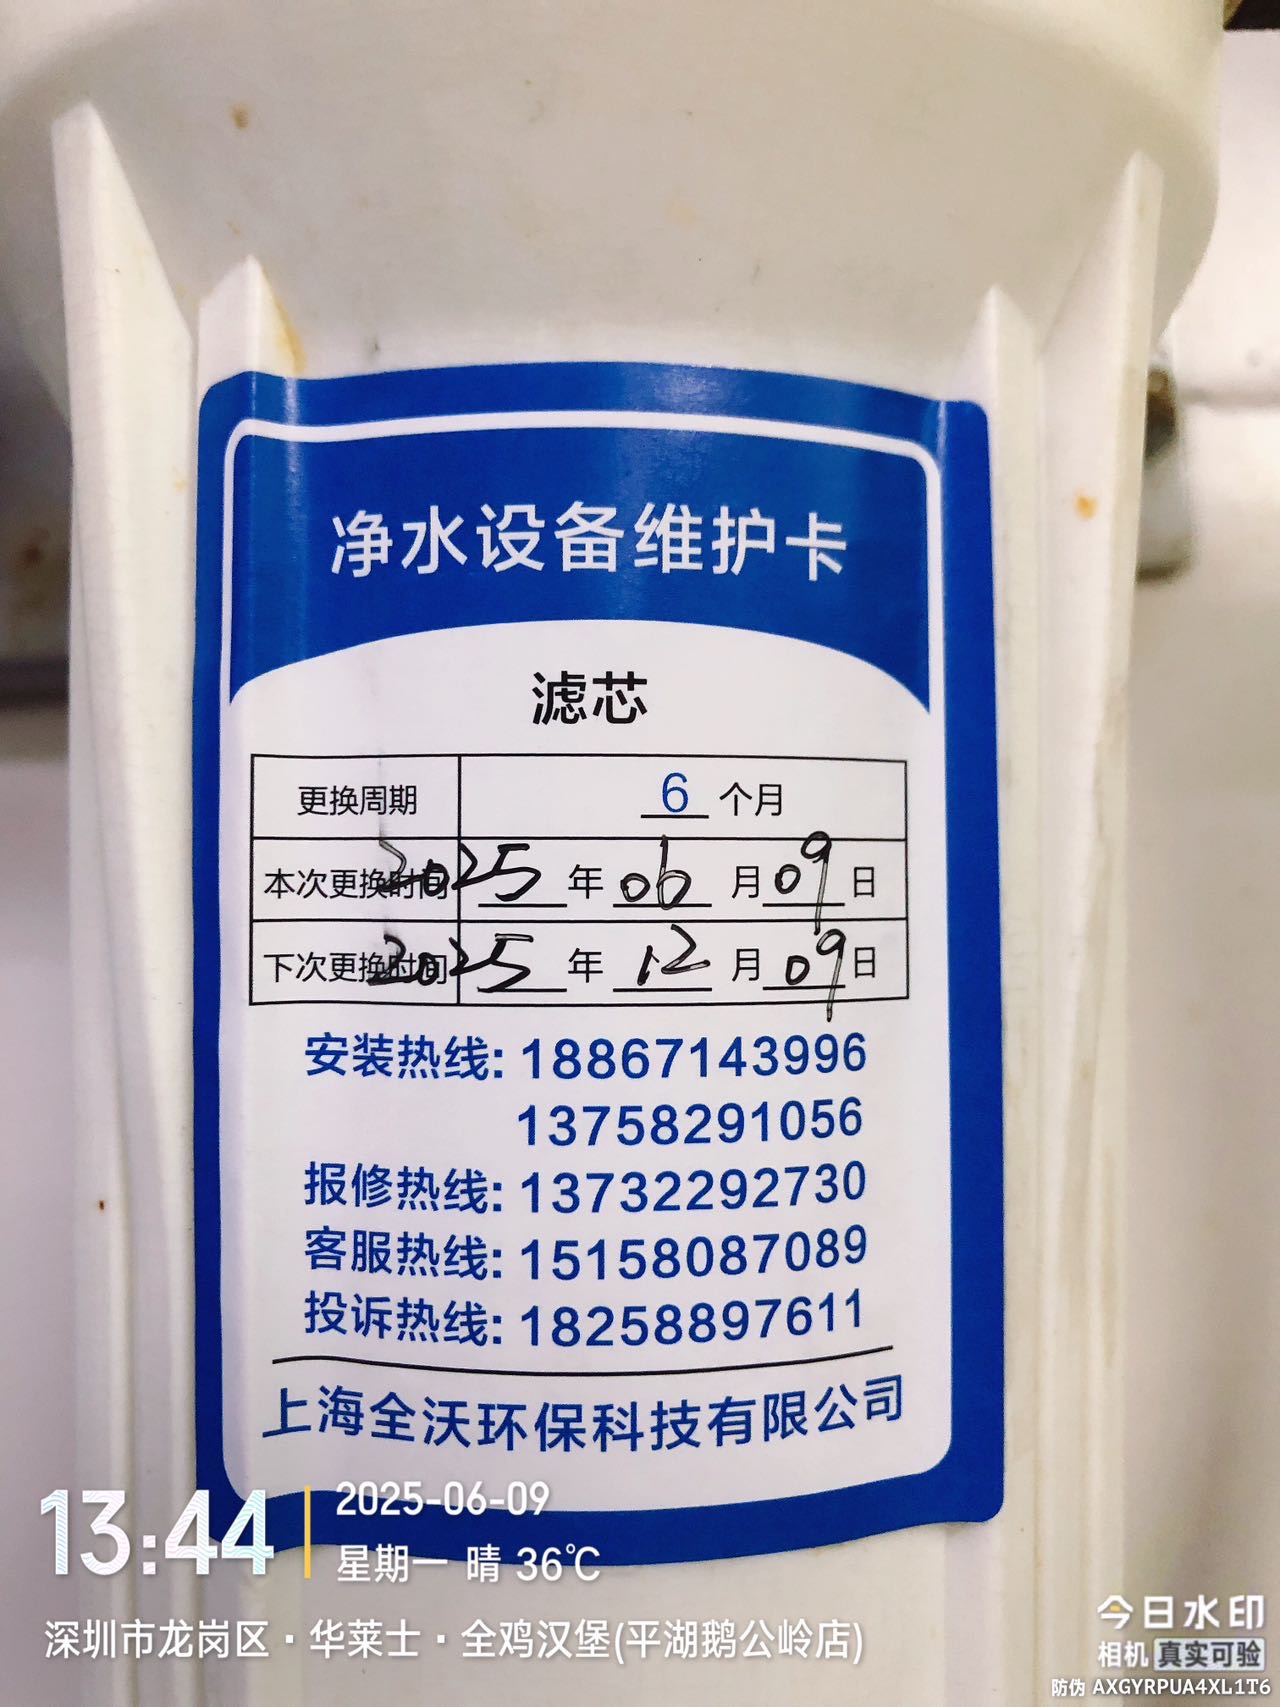 净水设备维护卡
滤芯
更换周期 6 个月
本次更换时间 2025 年 06 月 09 日
下次更换时间 2025 年 12 月 09 日
安装热线: 18867143996
13758291056
报修热线: 13732292730
客服热线: 15158087089
投诉热线: 18258897611
上海全沃环保科技有限公司
13:44
2025-06-09
星期一 晴 36℃
深圳市龙岗区·华莱士·全鸡汉堡(平湖鹅公岭店)
今日水印
相机 真实可验
防伪 AXGYRPUA4XL1T6